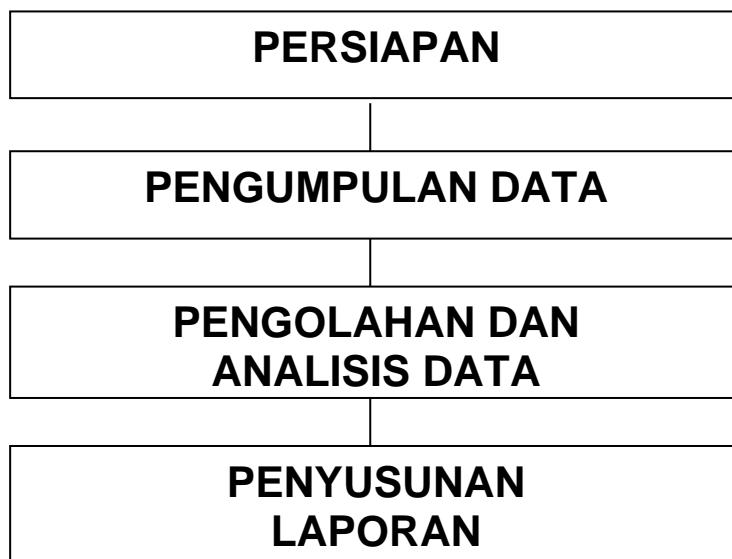 PERSIAPAN
PENGUMPULAN DATA
PENGOLAHAN DAN
ANALISIS DATA
PENYUSUNAN
LAPORAN